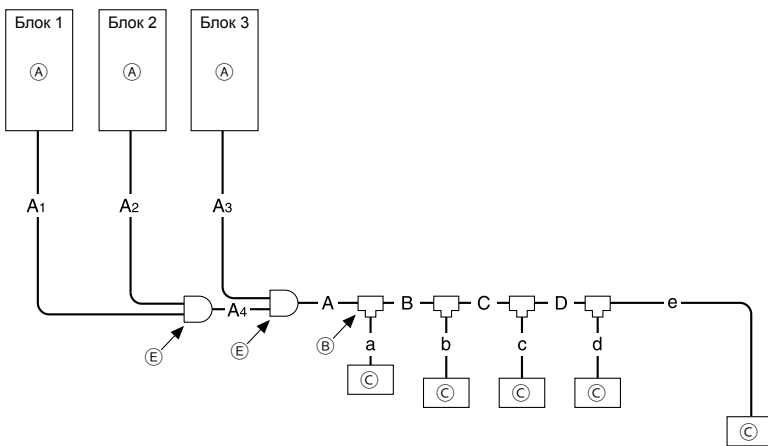 Блок 1 Блок 2 Блок 3
Ⓐ Ⓐ Ⓐ
A1 A2 A3
A4 A B C D e
Ⓔ Ⓔ Ⓑ a b c d
Ⓒ Ⓒ Ⓒ Ⓒ
Ⓒ